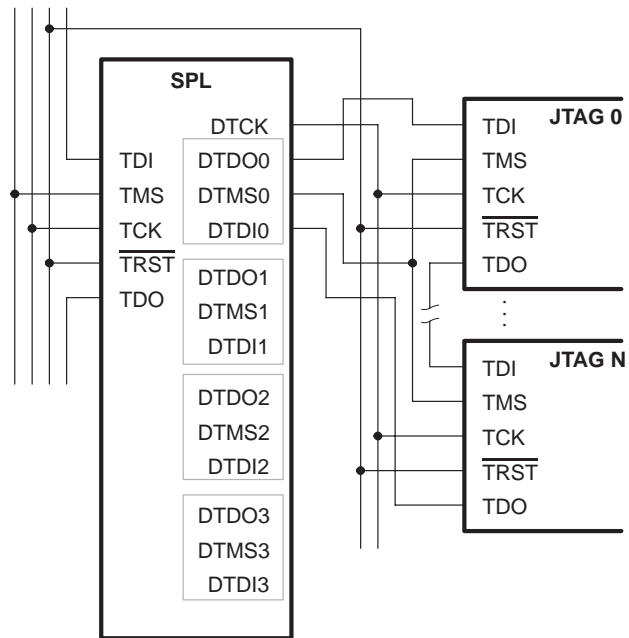 SPL
DTCK
TDI
TMS
TCK
TRST
TDO
DTDO0
DTMS0
DTDI0
DTDO1
DTMS1
DTDI1
DTDO2
DTMS2
DTDI2
DTDO3
DTMS3
DTDI3
JTAG 0
TDI
TMS
TCK
TRST
TDO
JTAG N
TDI
TMS
TCK
TRST
TDO